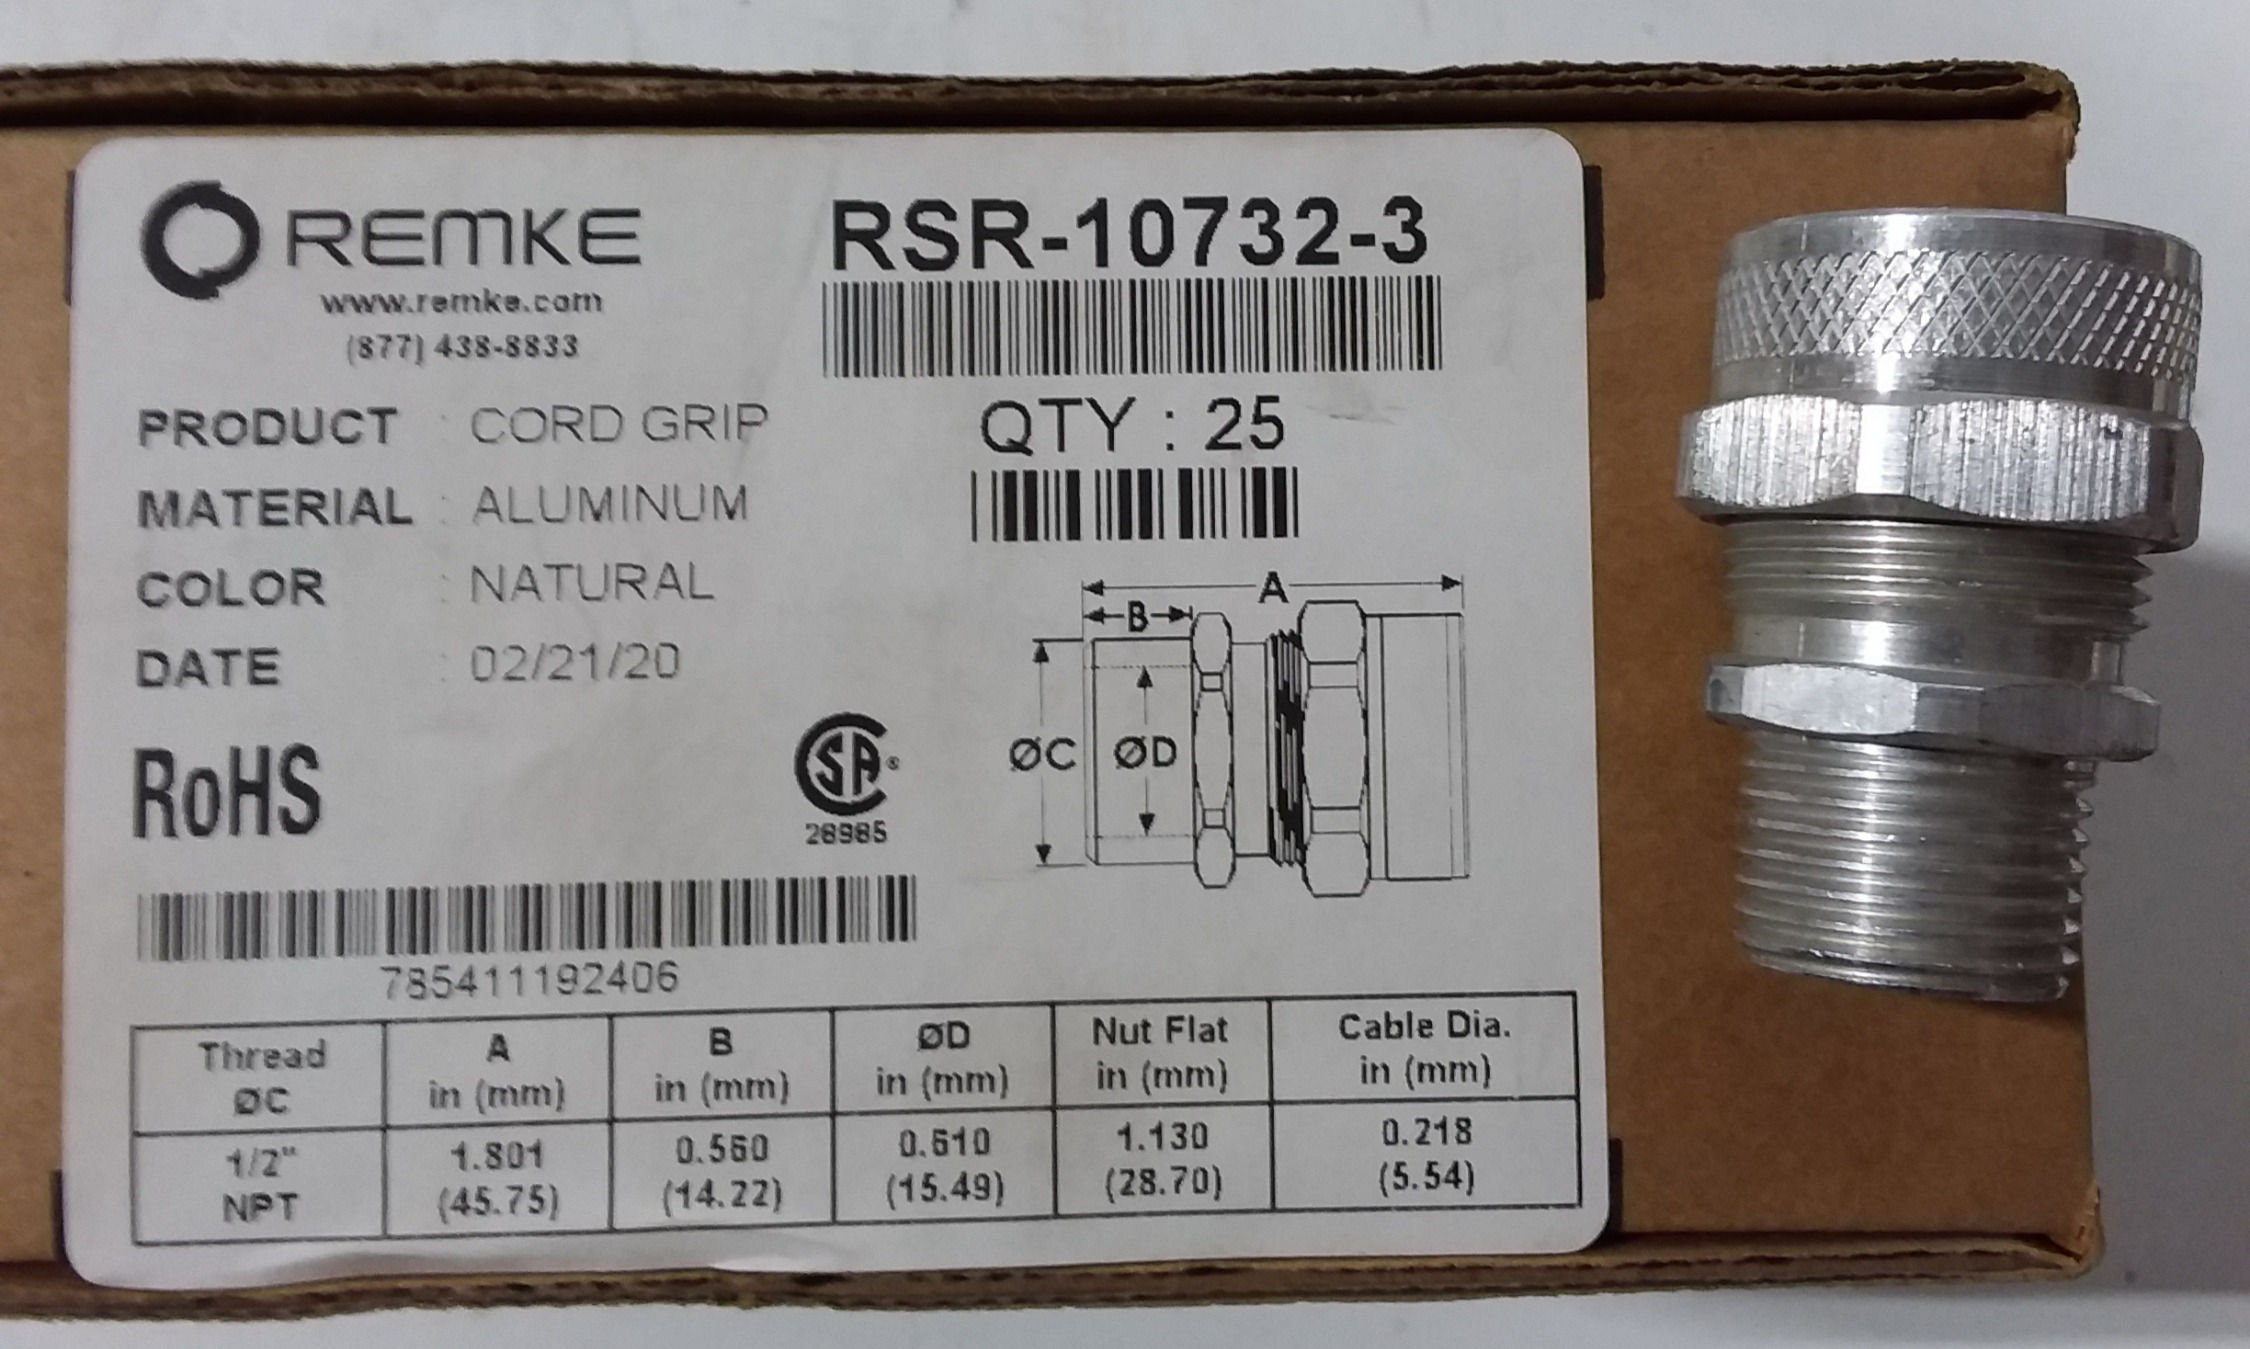 REMKE
www.remke.com
(877) 438-8833
RSR-10732-3
QTY : 25
PRODUCT : CORD GRIP
MATERIAL : ALUMINUM
COLOR : NATURAL
DATE : 02/21/20
RoHS
SA®
28985
A
B
ØC ØD
785411192406
Thread ØC | A in (mm) | B in (mm) | ØD in (mm) | Nut Flat in (mm) | Cable Dia. in (mm)
1/2" NPT | 1.801 (45.75) | 0.560 (14.22) | 0.610 (15.49) | 1.130 (28.70) | 0.218 (5.54)